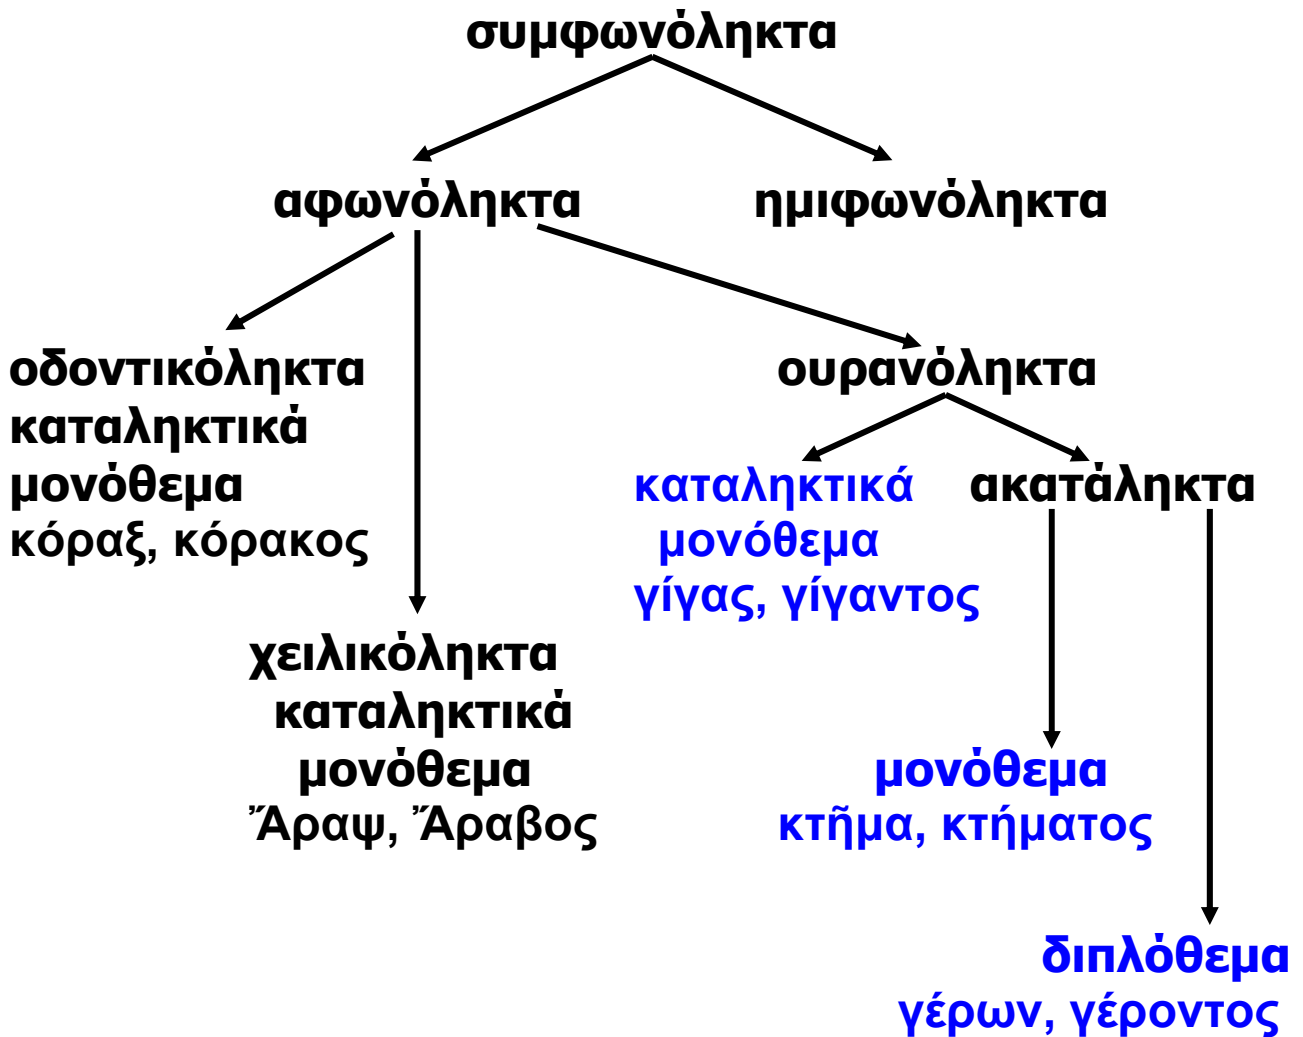 συμφωνόληκτα
αφωνόληκτα
ημιφωνόληκτα
οδοντικόληκτα
καταληκτικά
μονόθεμα
κόραξ, κόρακος
ουρανόληκτα
καταληκτικά
μονόθεμα
γίγας, γίγαντος
ακατάληκτα
χειλικόληκτα
καταληκτικά
μονόθεμα
Ἄραψ, Ἄραβος
μονόθεμα
κτῆμα, κτήματος
διπλόθεμα
γέρων, γέροντος